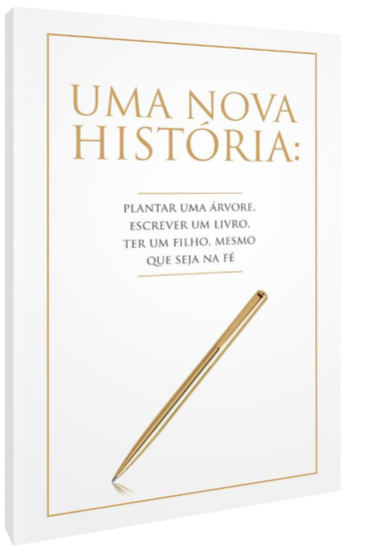 UMA NOVA
HISTÓRIA:
PLANTAR UMA ÁRVORE,
ESCREVER UM LIVRO,
TER UM FILHO, MESMO
QUE SEJA NA FÉ